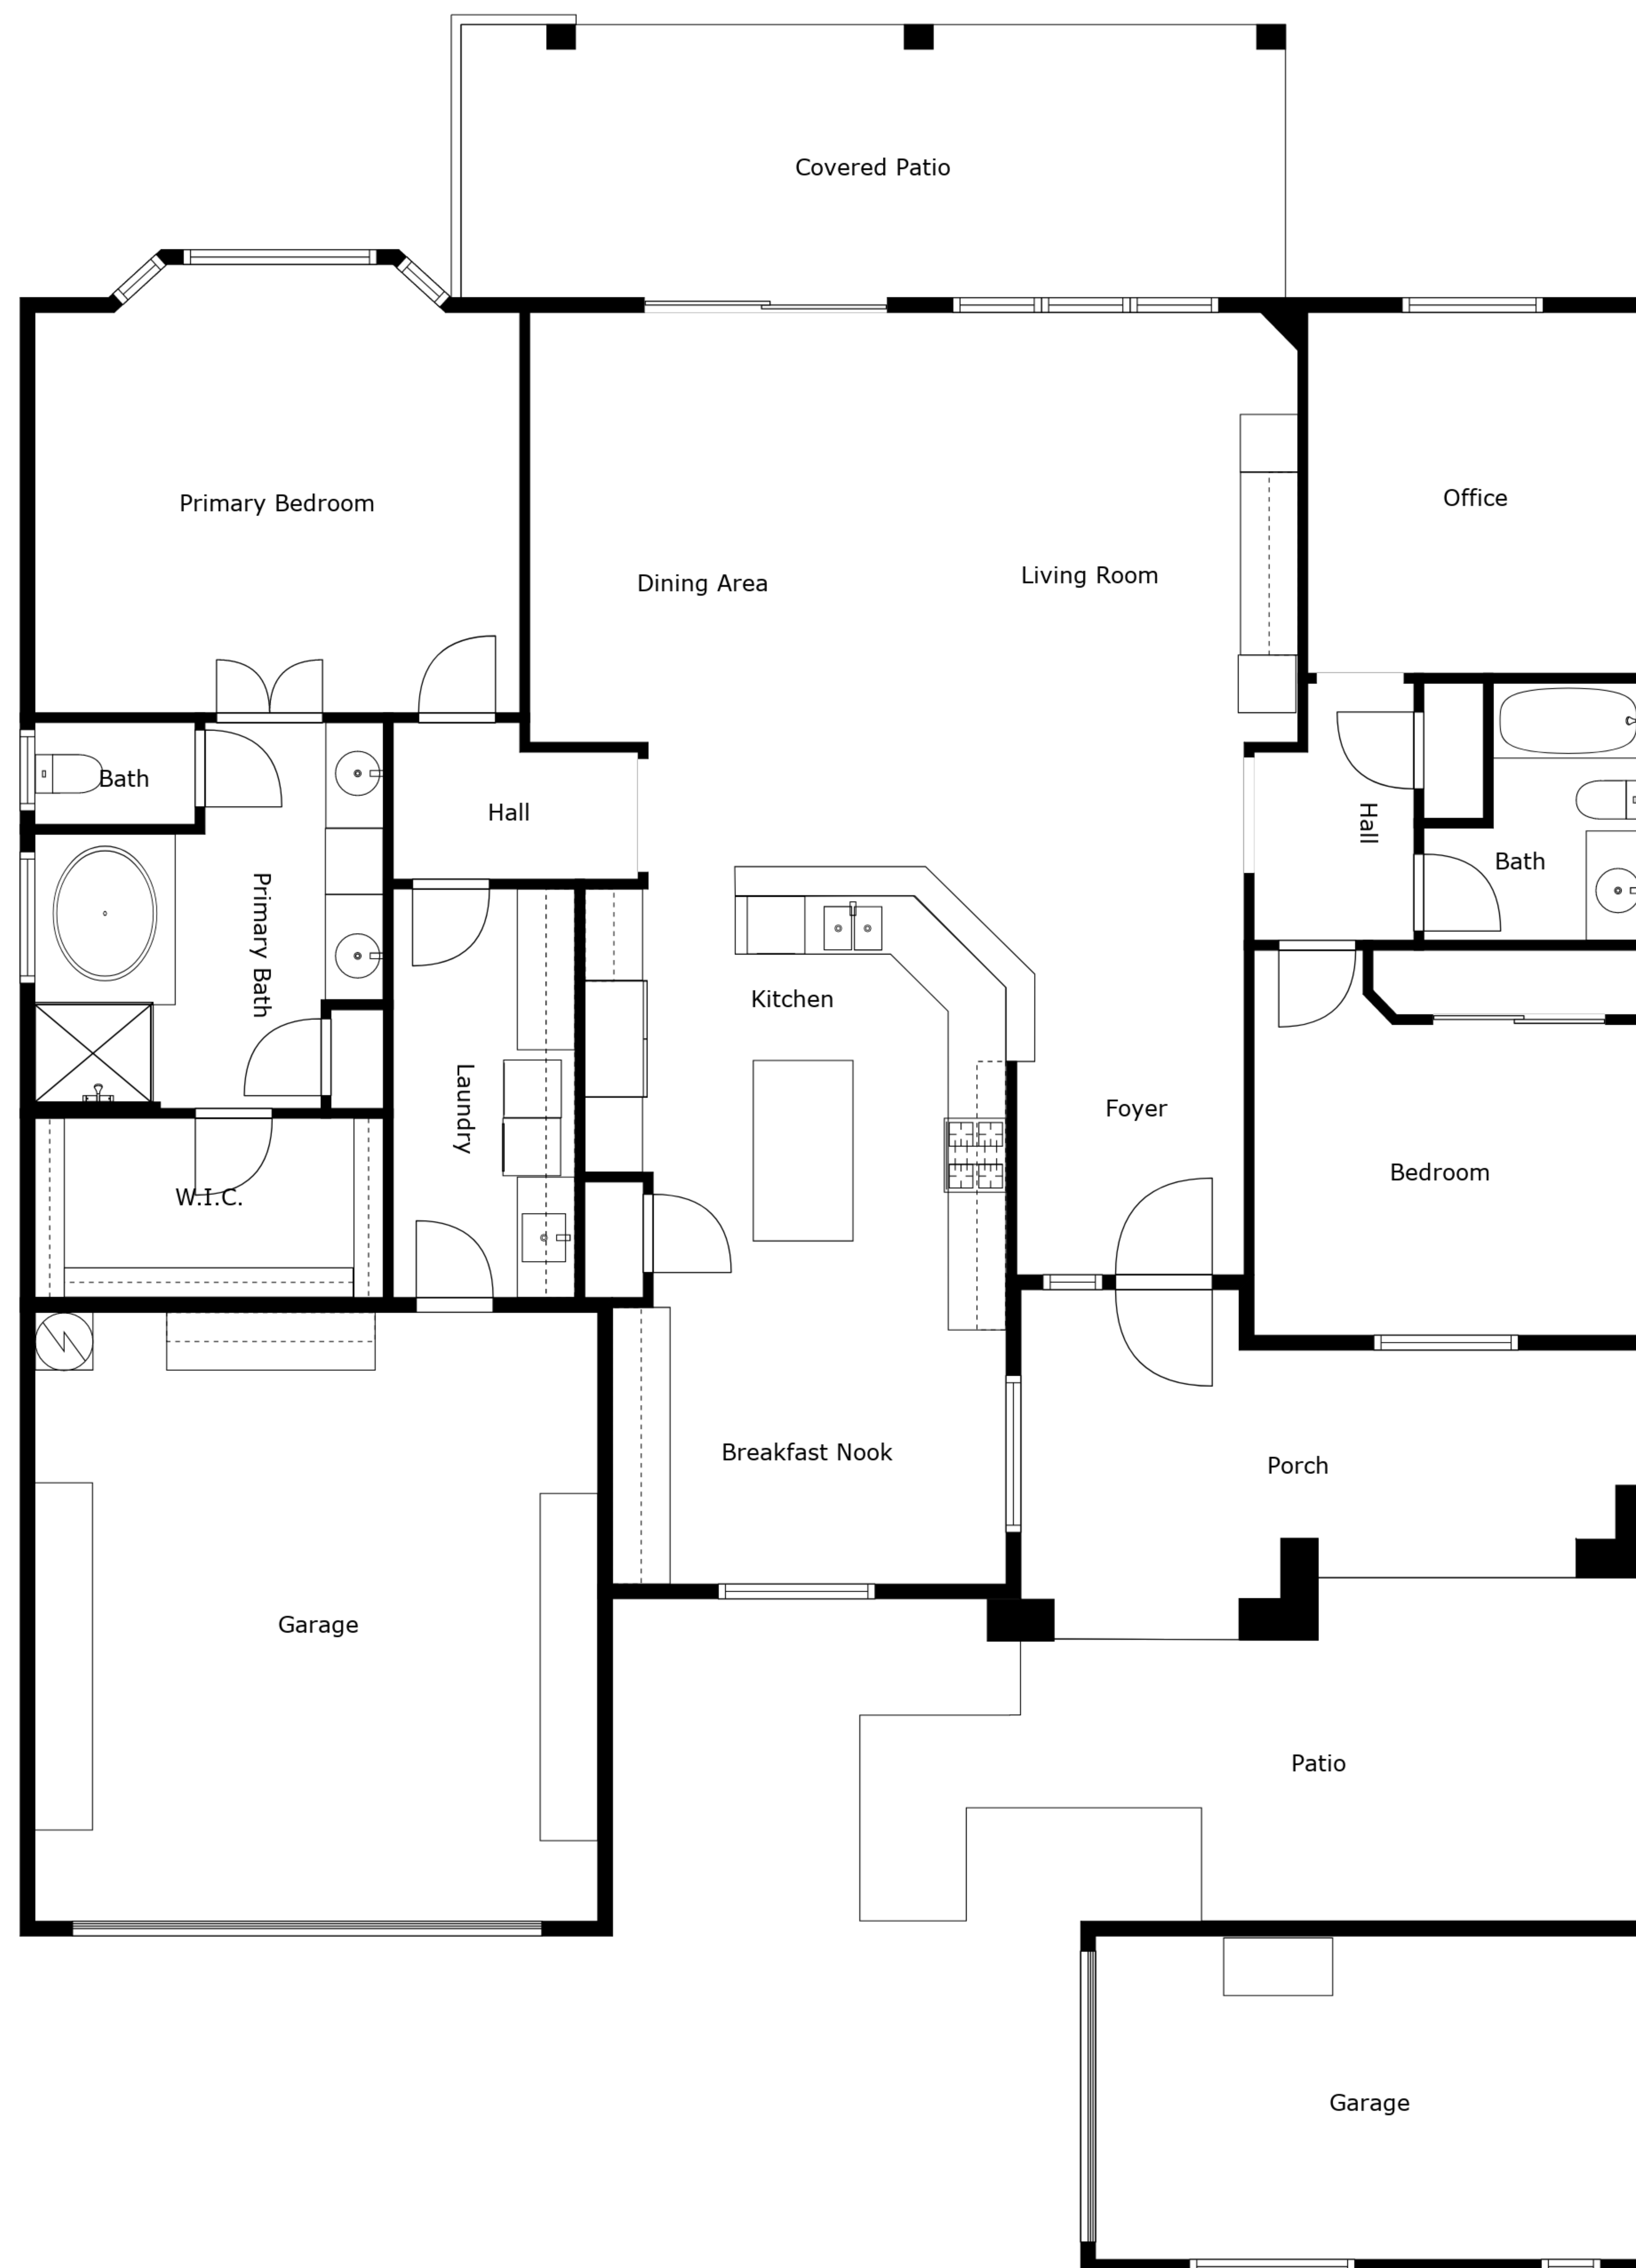 Covered Patio
Primary Bedroom
Office
Dining Area
Living Room
Bath
Hall
Hall
Bath
Primary Bath
Kitchen
Laundry
Foyer
Bedroom
W.I.C.
Breakfast Nook
Porch
Garage
Patio
Garage